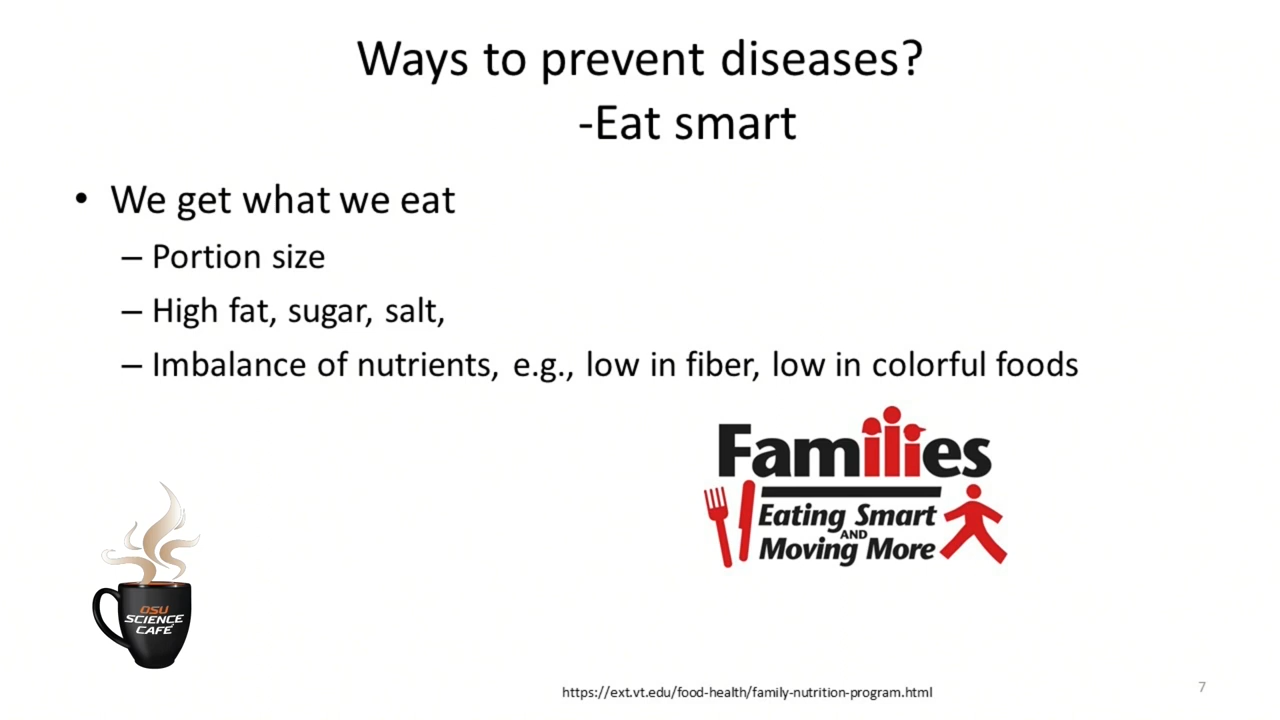 Ways to prevent diseases?
-Eat smart
• We get what we eat
– Portion size
– High fat, sugar, salt,
– Imbalance of nutrients, e.g., low in fiber, low in colorful foods
Families
Eating Smart
AND
Moving More
OSU
SCIENCE
CAFÉ
https://ext.vt.edu/food-health/family-nutrition-program.html
7